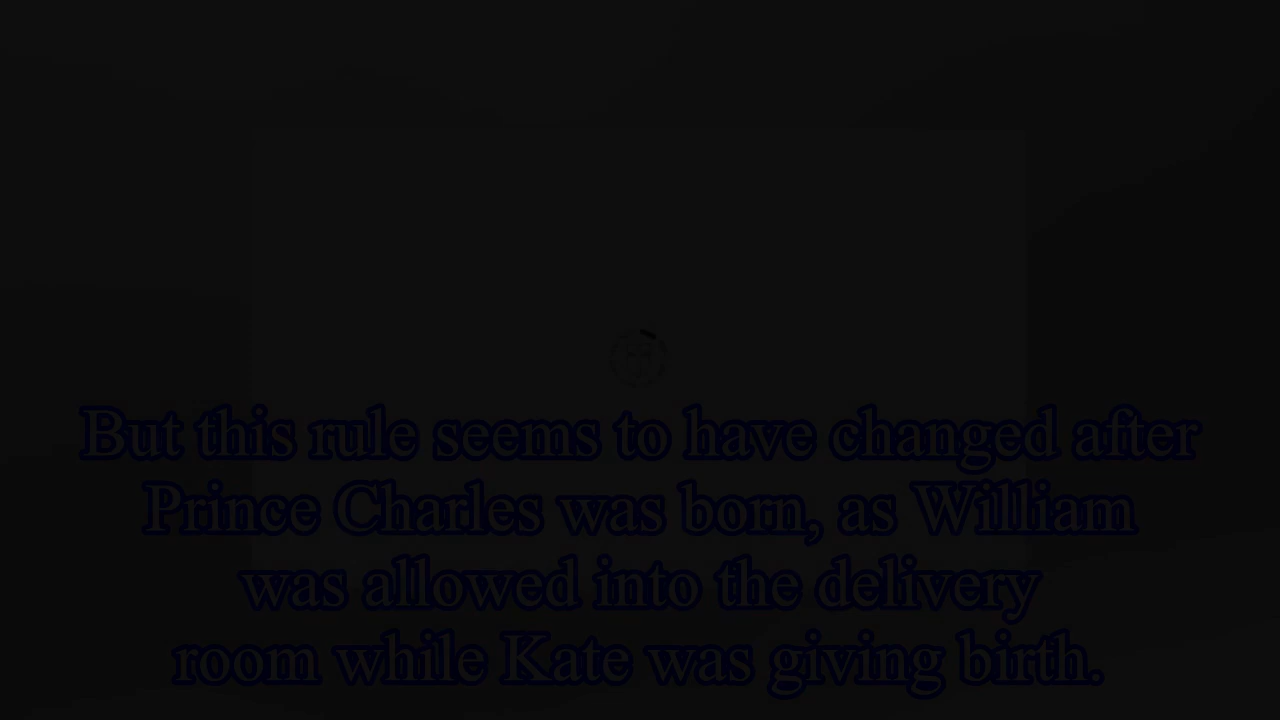 But this rule seems to have changed after
Prince Charles was born, as William
was allowed into the delivery
room while Kate was giving birth.